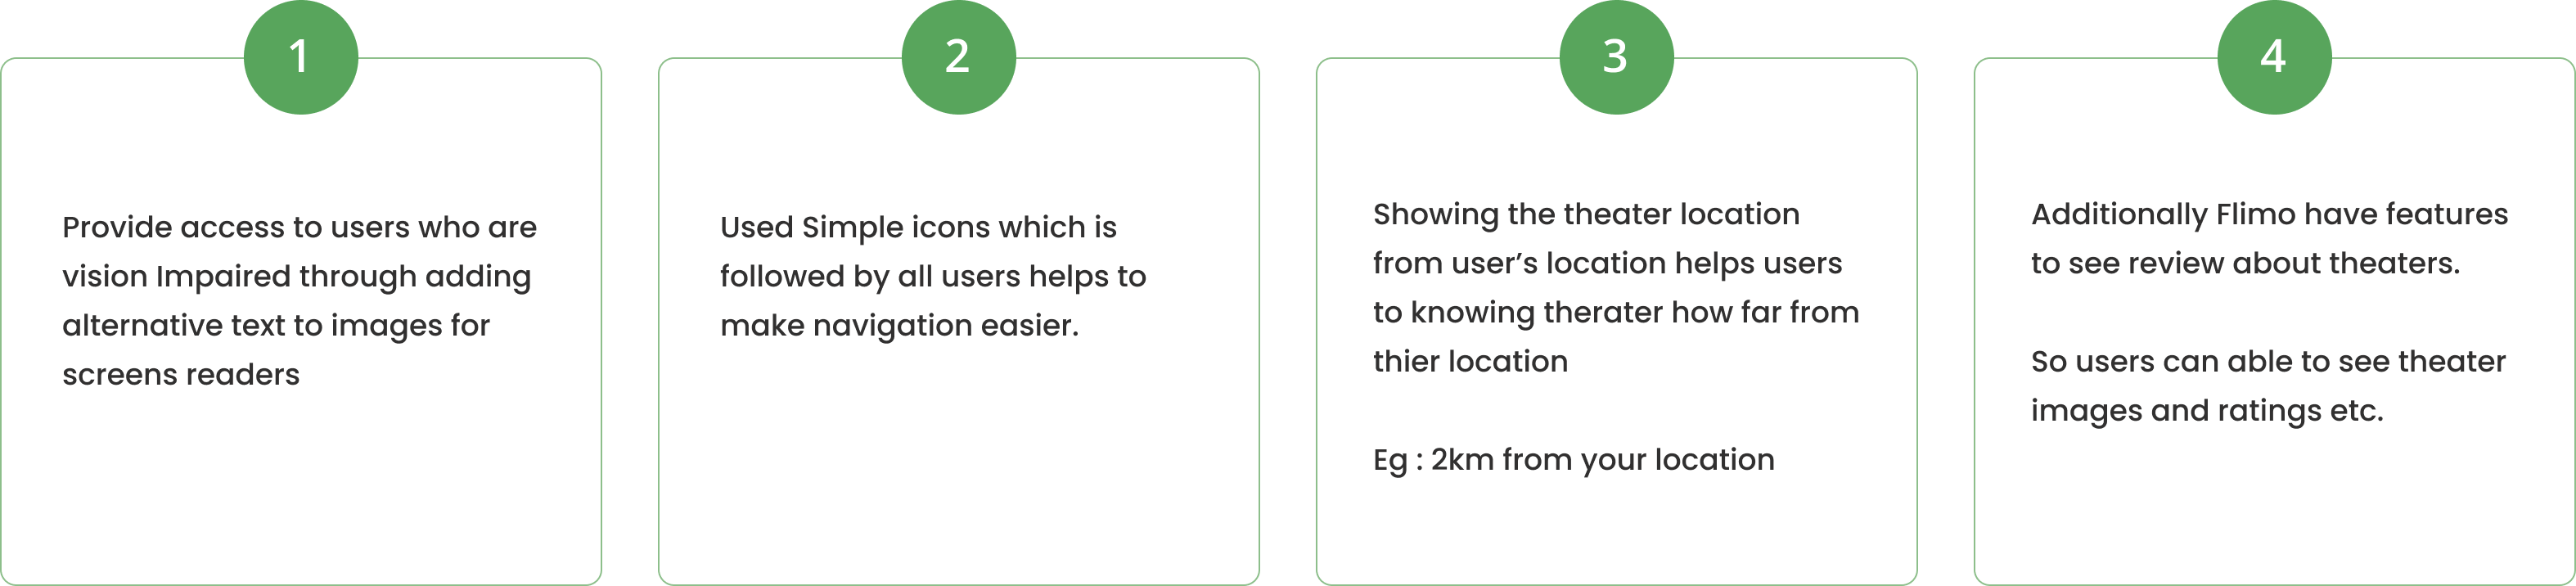 1
Provide access to users who are
vision Impaired through adding
alternative text to images for
screens readers
2
Used Simple icons which is
followed by all users helps to
make navigation easier.
3
Showing the theater location
from user’s location helps users
to knowing therater how far from
thier location
Eg : 2km from your location
4
Additionally Flimo have features
to see review about theaters.
So users can able to see theater
images and ratings etc.